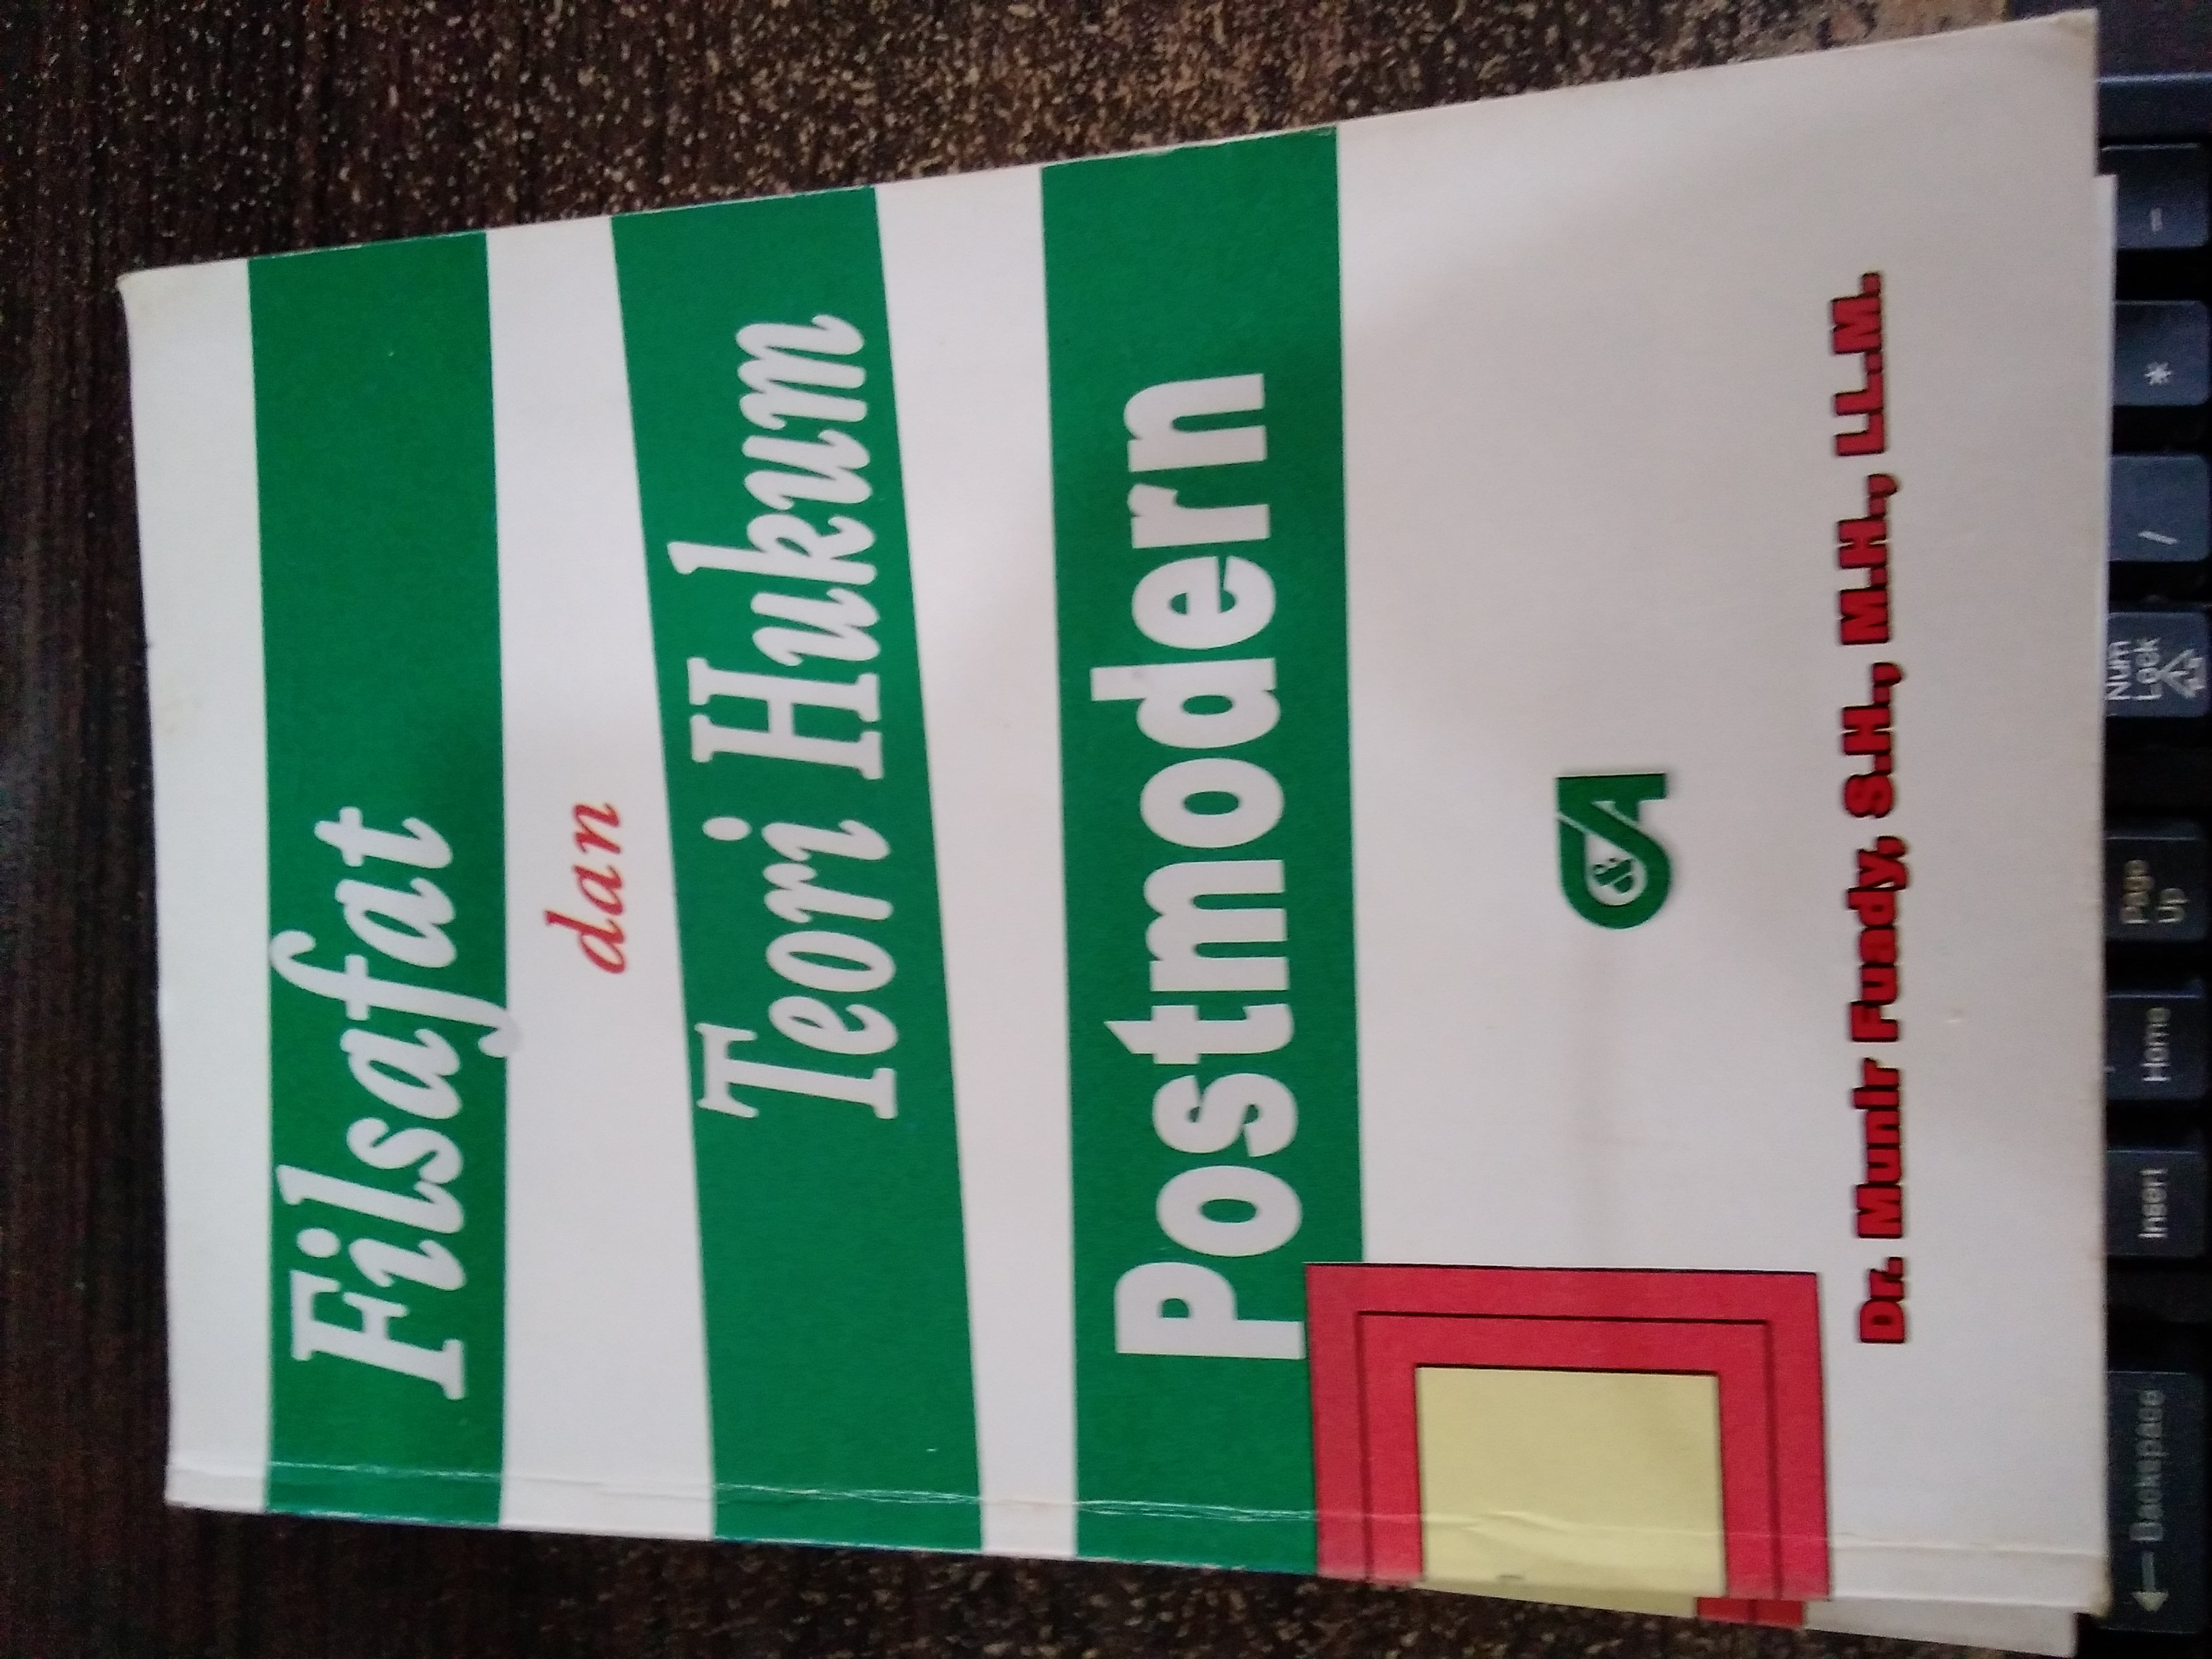 Filsafat
dan
Teori Hukum
Postmodern
C&A
Dr. Munir Fuady, S.H., M.H., LL.M.
← Backspace
Insert
Home
Page
Up
Num
Lock
/
*
-